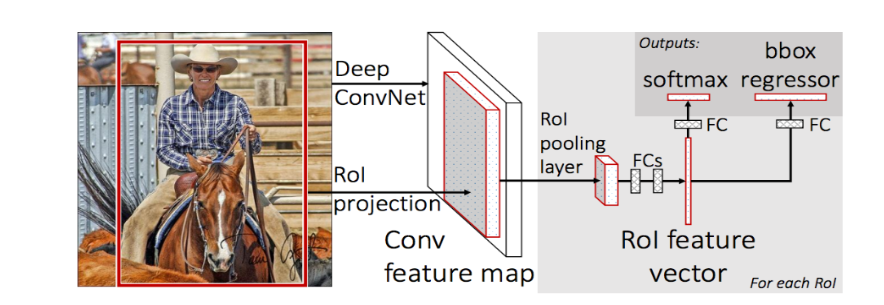 Deep
ConvNet
RoI
projection
Conv
feature map
RoI
pooling
layer
FCs
RoI feature
vector
Outputs:
softmax
bbox
regressor
FC
FC
For each RoI